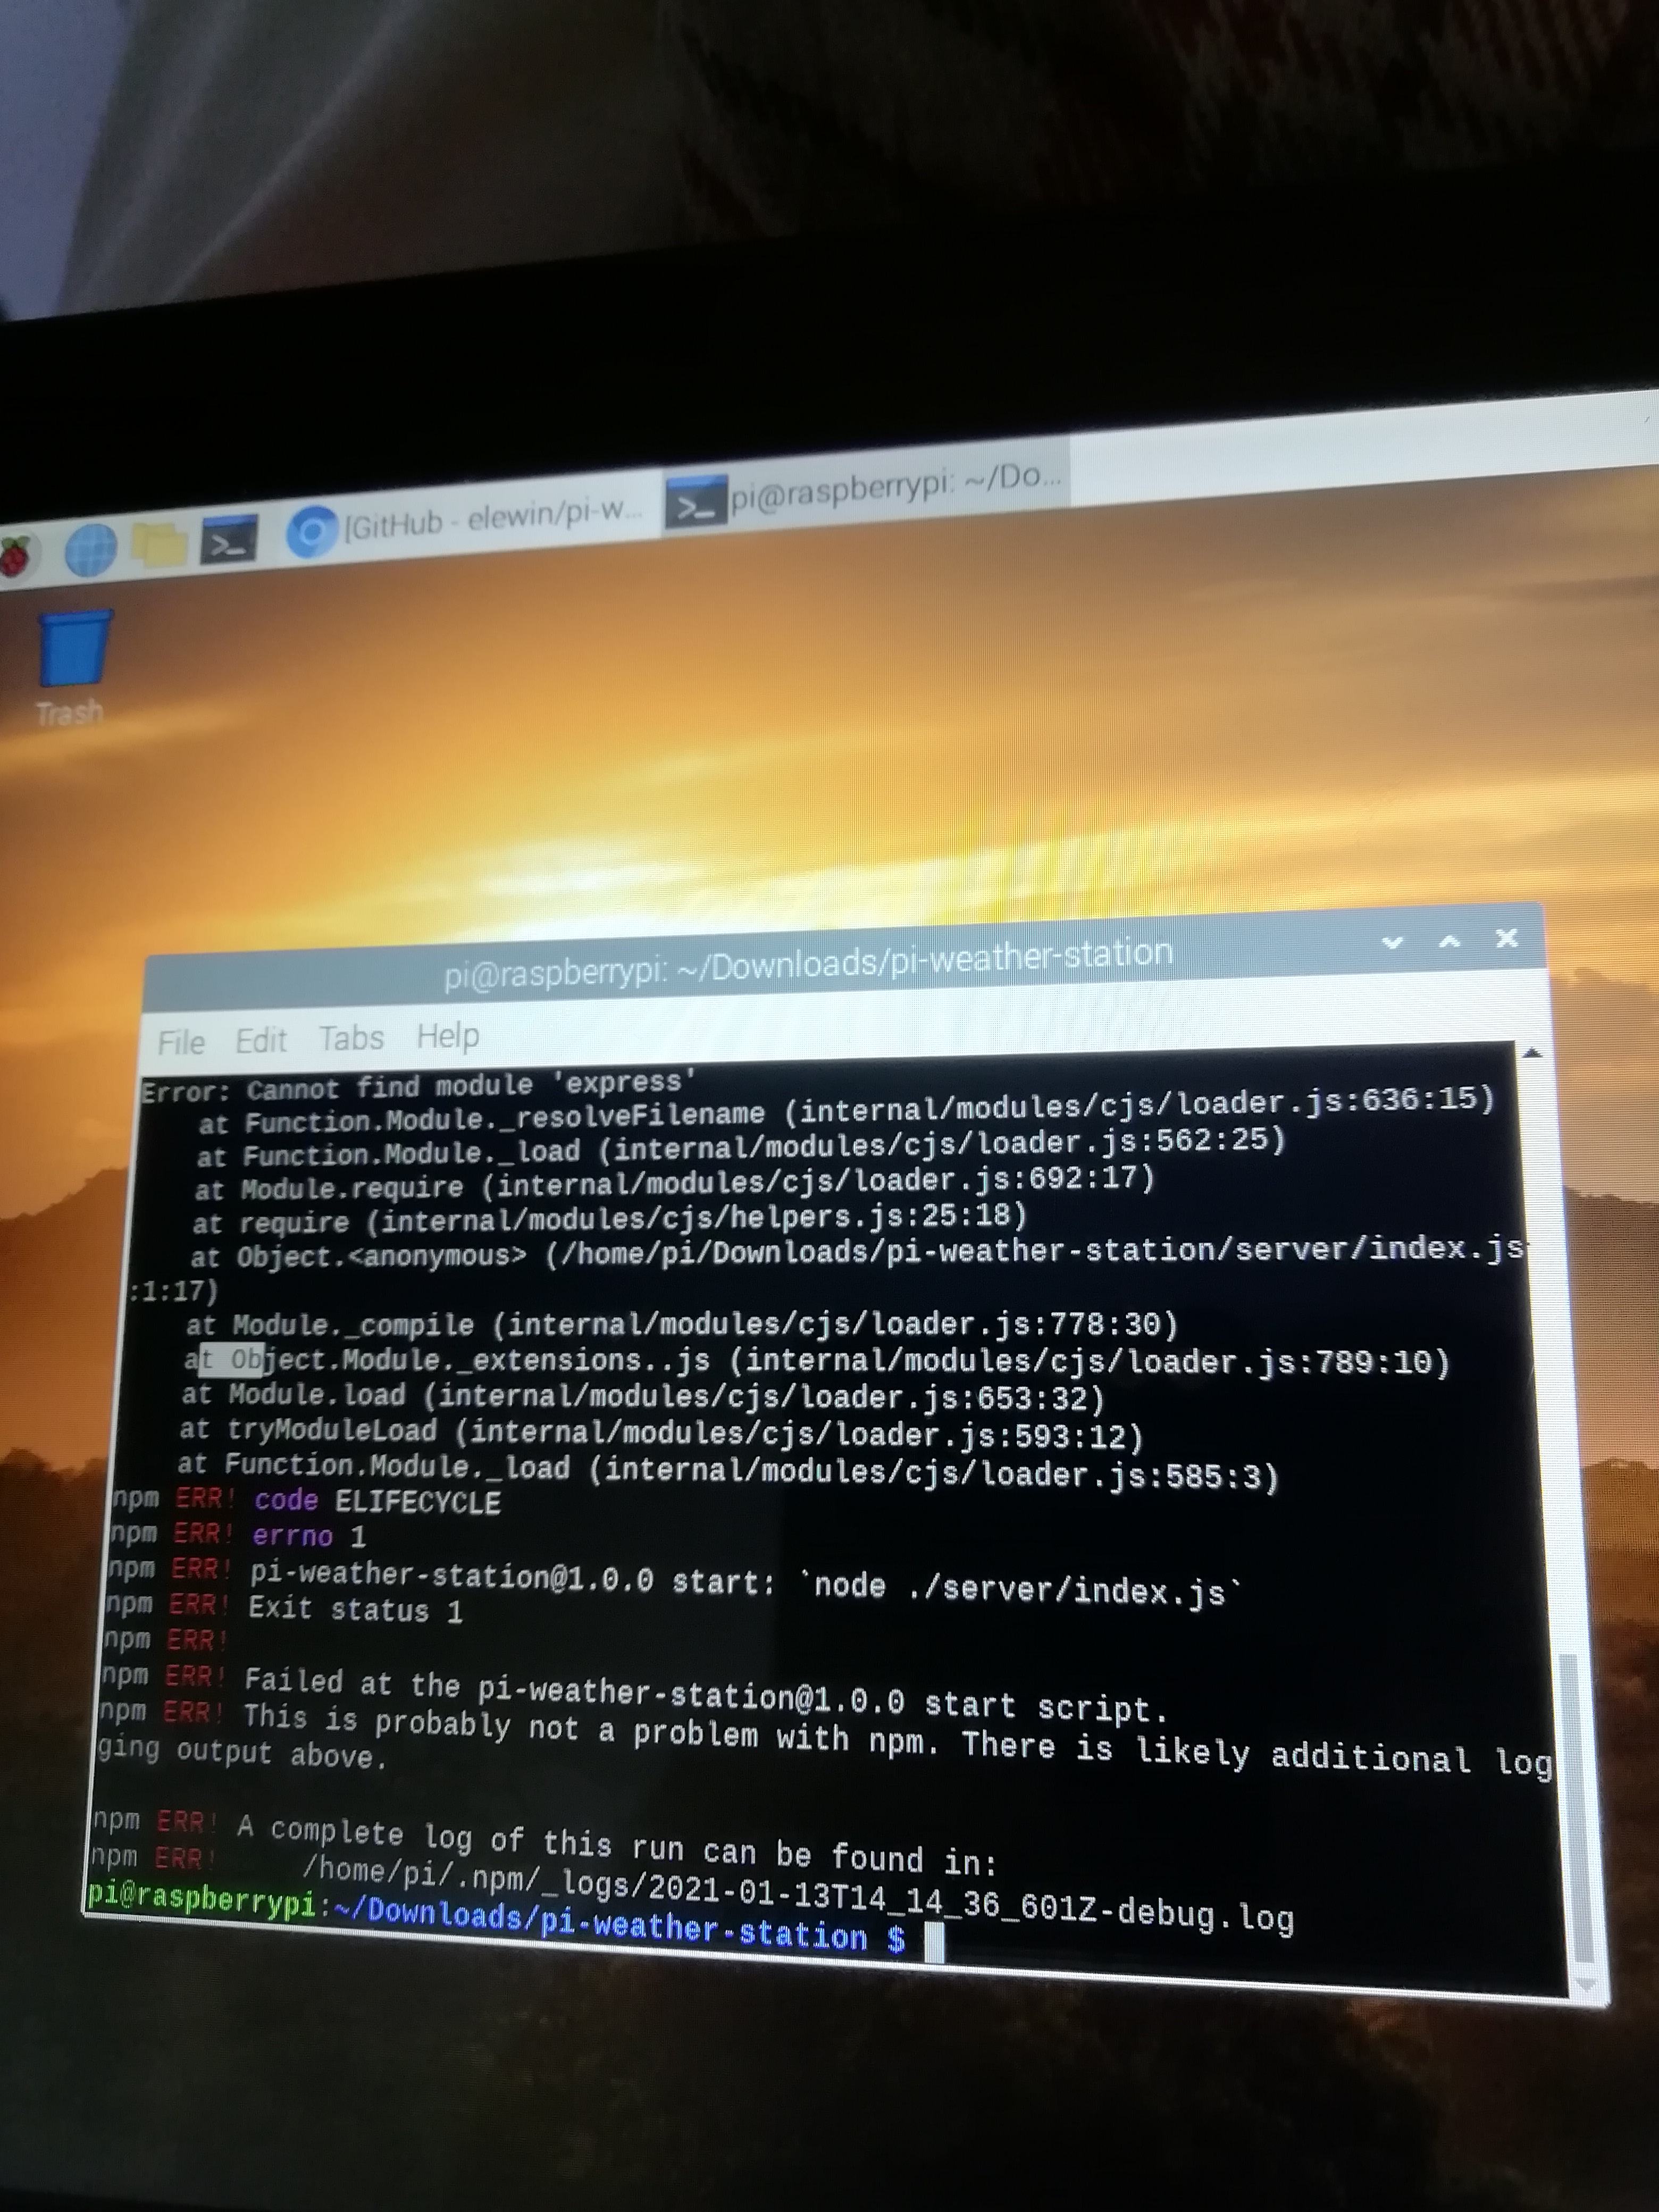 [GitHub - elewin/pi-w...
pi@raspberrypi: ~/Do...
Trash
pi@raspberrypi: ~/Downloads/pi-weather-station
File Edit Tabs Help
Error: Cannot find module 'express'
at Function.Module._resolveFilename (internal/modules/cjs/loader.js:636:15)
at Function.Module._load (internal/modules/cjs/loader.js:562:25)
at Module.require (internal/modules/cjs/loader.js:692:17)
at require (internal/modules/cjs/helpers.js:25:18)
at Object.<anonymous> (/home/pi/Downloads/pi-weather-station/server/index.js
:1:17)
at Module._compile (internal/modules/cjs/loader.js:778:30)
at Object.Module._extensions..js (internal/modules/cjs/loader.js:789:10)
at Module.load (internal/modules/cjs/loader.js:653:32)
at tryModuleLoad (internal/modules/cjs/loader.js:593:12)
at Function.Module._load (internal/modules/cjs/loader.js:585:3)
npm ERR! code ELIFECYCLE
npm ERR! errno 1
npm ERR! pi-weather-station@1.0.0 start: `node ./server/index.js`
npm ERR! Exit status 1
npm ERR!
npm ERR! Failed at the pi-weather-station@1.0.0 start script.
npm ERR! This is probably not a problem with npm. There is likely additional log
ging output above.
npm ERR! A complete log of this run can be found in:
npm ERR! /home/pi/.npm/_logs/2021-01-13T14_14_36_601Z-debug.log
pi@raspberrypi:~/Downloads/pi-weather-station $